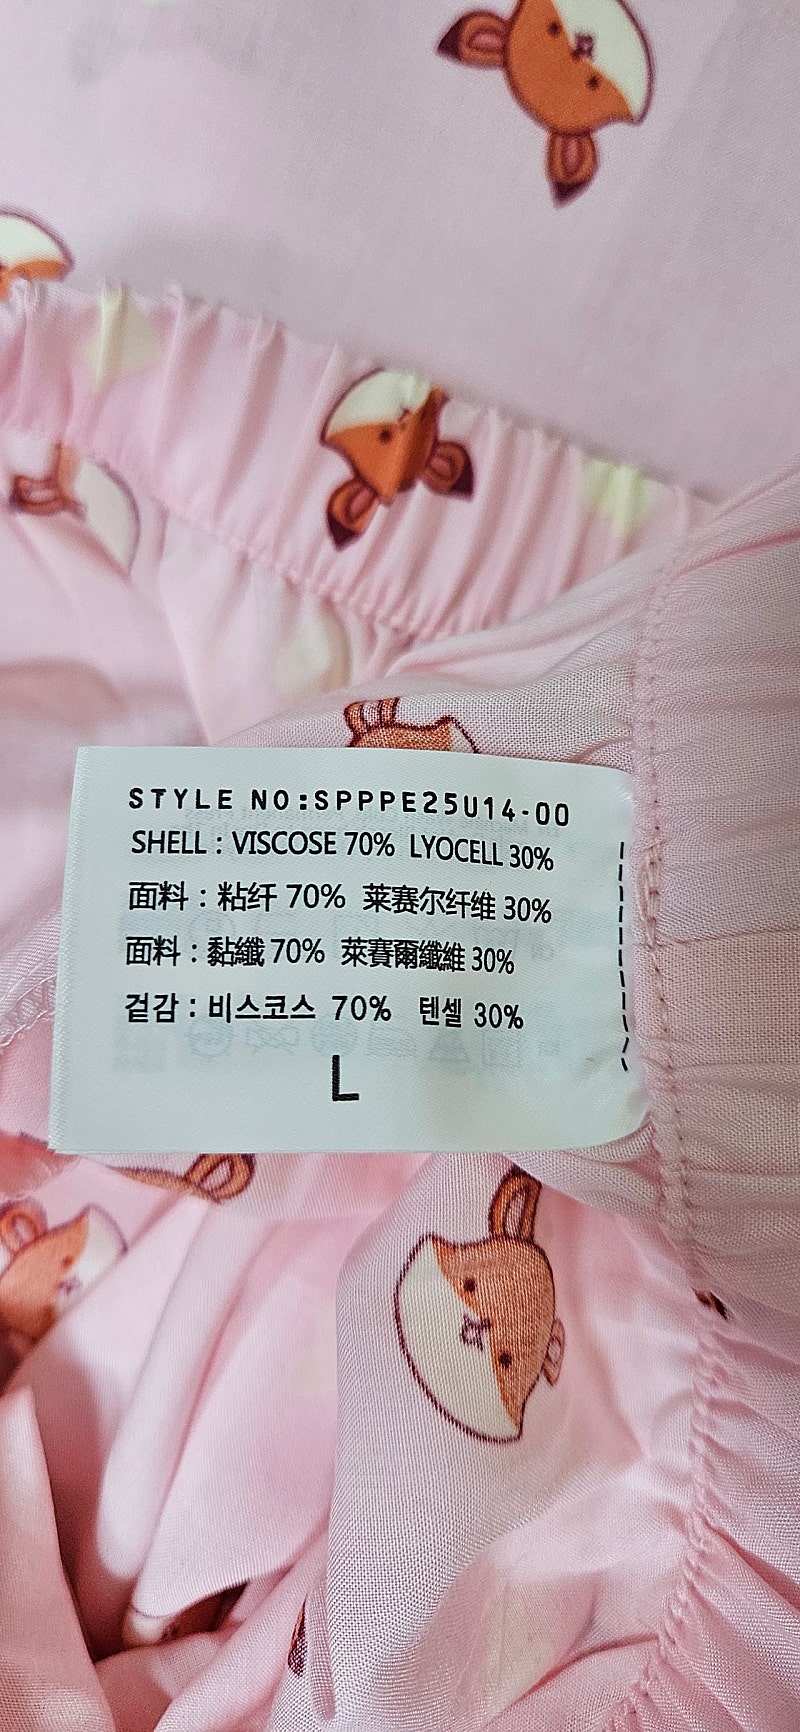 STYLE NO:SPPPE25U14-00
SHELL : VISCOSE 70% LYOCELL 30%
面料：粘纤 70% 莱赛尔纤维 30%
面料：黏纖 70% 萊賽爾纖維 30%
겉감 : 비스코스 70% 텐셀 30%
L